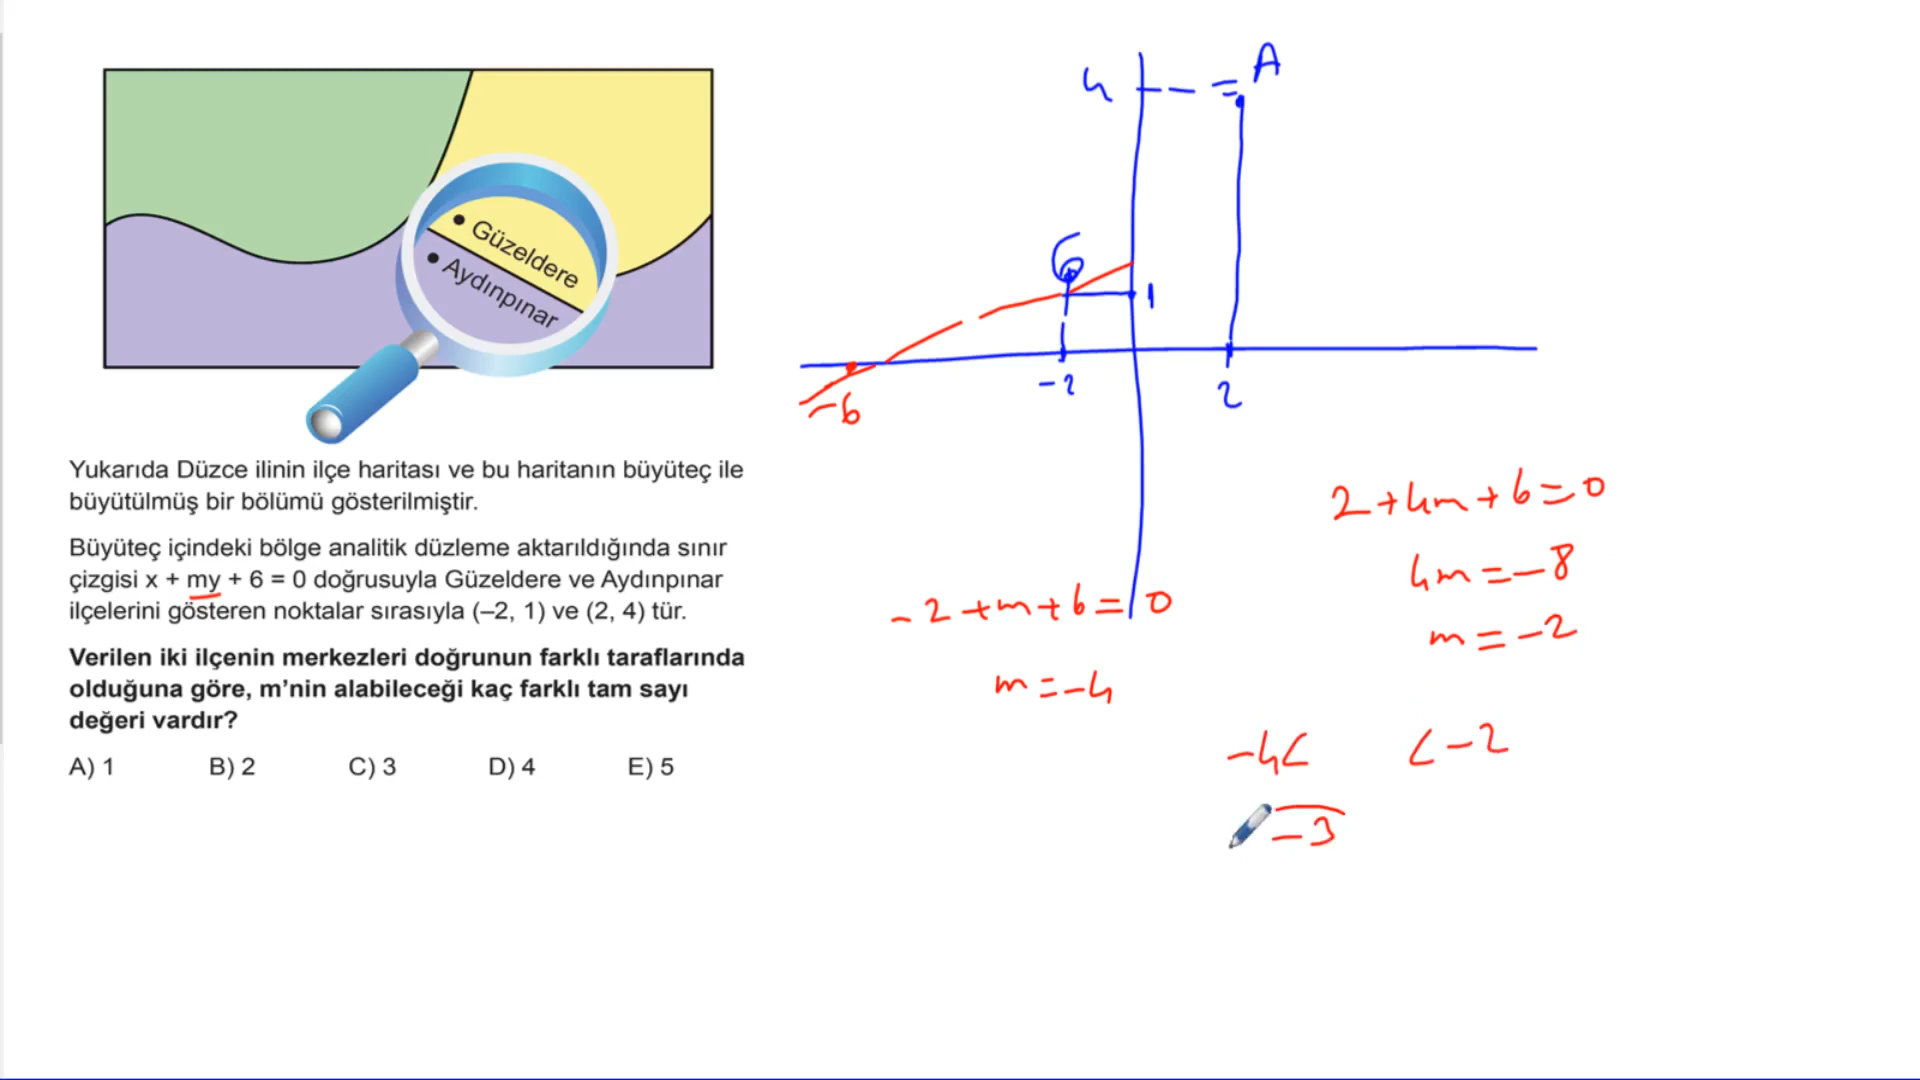 Güzeldere
Aydınpınar
Yukarıda Düzce ilinin ilçe haritası ve bu haritanın büyüteç ile
büyütülmüş bir bölümü gösterilmiştir.
Büyüteç içindeki bölge analitik düzleme aktarıldığında sınır
çizgisi x + my + 6 = 0 doğrusuyla Güzeldere ve Aydınpınar
ilçelerini gösteren noktalar sırasıyla (–2, 1) ve (2, 4) tür.
Verilen iki ilçenin merkezleri doğrunun farklı taraflarında
olduğuna göre, m’nin alabileceği kaç farklı tam sayı
değeri vardır?
A) 1 B) 2 C) 3 D) 4 E) 5
4 A
G
1
-6 -2 2
-2 + m + 6 = 0
m = -4
2 + 4m + 6 = 0
4m = -8
m = -2
-4 < < -2
-3